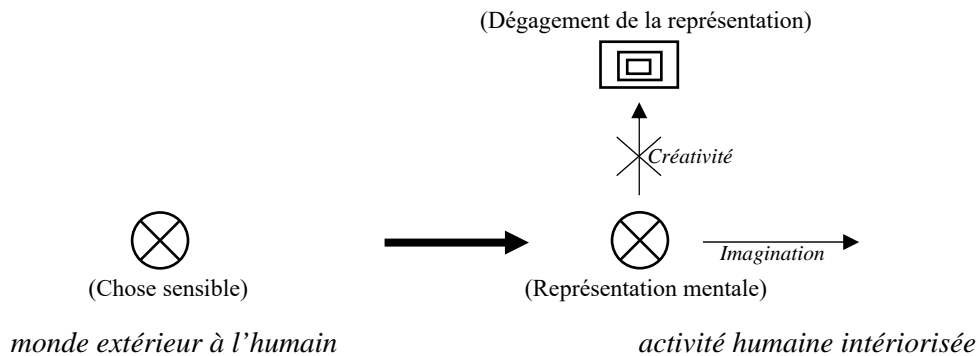 (Dégagement de la représentation)
Créativité
Imagination
(Chose sensible)
(Représentation mentale)
monde extérieur à l’humain
activité humaine intériorisée